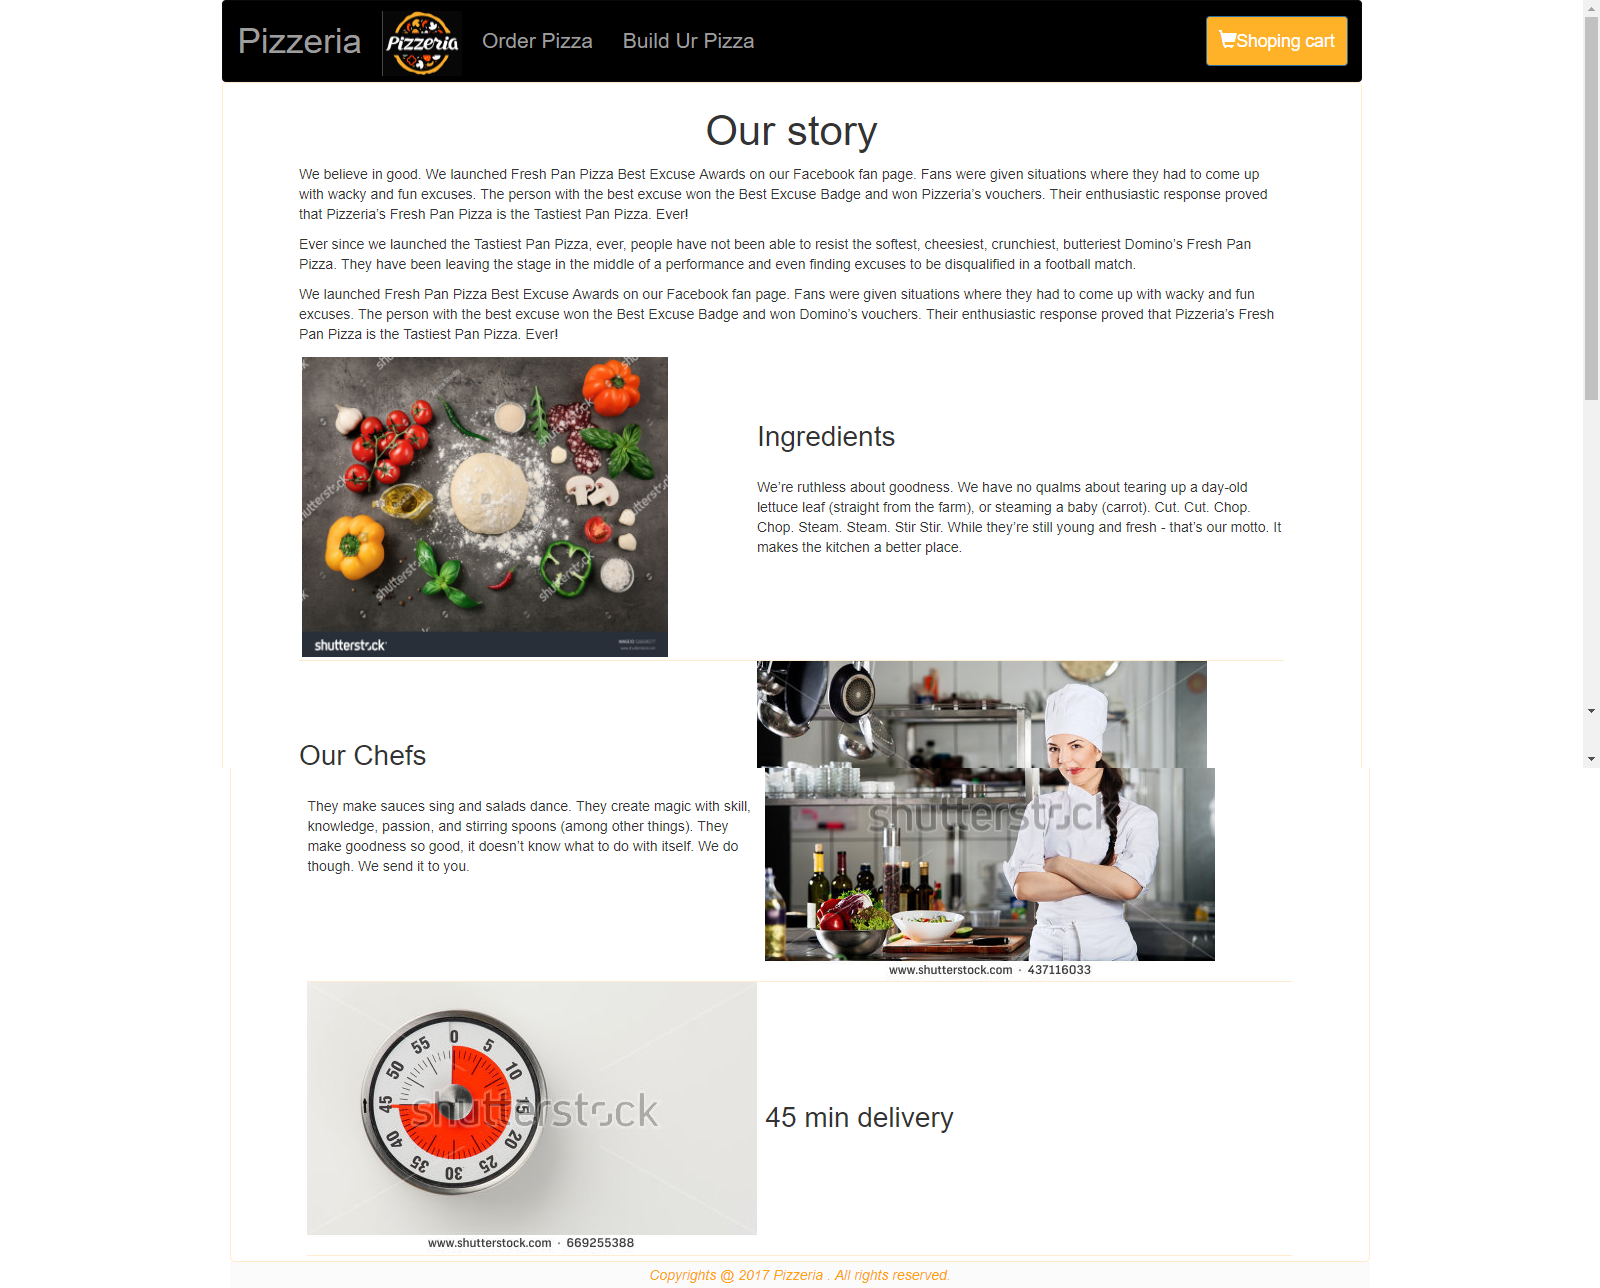 Pizzeria
Pizzeria
Order Pizza
Build Ur Pizza
Shoping cart
Our story
We believe in good. We launched Fresh Pan Pizza Best Excuse Awards on our Facebook fan page. Fans were given situations where they had to come up
with wacky and fun excuses. The person with the best excuse won the Best Excuse Badge and won Pizzeria’s vouchers. Their enthusiastic response proved
that Pizzeria’s Fresh Pan Pizza is the Tastiest Pan Pizza. Ever!
Ever since we launched the Tastiest Pan Pizza, ever, people have not been able to resist the softest, cheesiest, crunchiest, butteriest Domino’s Fresh Pan
Pizza. They have been leaving the stage in the middle of a performance and even finding excuses to be disqualified in a football match.
We launched Fresh Pan Pizza Best Excuse Awards on our Facebook fan page. Fans were given situations where they had to come up with wacky and fun
excuses. The person with the best excuse won the Best Excuse Badge and won Domino’s vouchers. Their enthusiastic response proved that Pizzeria’s Fresh
Pan Pizza is the Tastiest Pan Pizza. Ever!
shutterstock
Ingredients
We’re ruthless about goodness. We have no qualms about tearing up a day-old
lettuce leaf (straight from the farm), or steaming a baby (carrot). Cut. Cut. Chop.
Chop. Steam. Steam. Stir Stir. While they’re still young and fresh - that’s our motto. It
makes the kitchen a better place.
Our Chefs
They make sauces sing and salads dance. They create magic with skill,
knowledge, passion, and stirring spoons (among other things). They
make goodness so good, it doesn’t know what to do with itself. We do
though. We send it to you.
shutterstock
www.shutterstock.com · 437116033
0
5
10
15
20
25
30
35
40
45
50
55
shutterstock
www.shutterstock.com · 669255388
45 min delivery
Copyrights @ 2017 Pizzeria . All rights reserved.